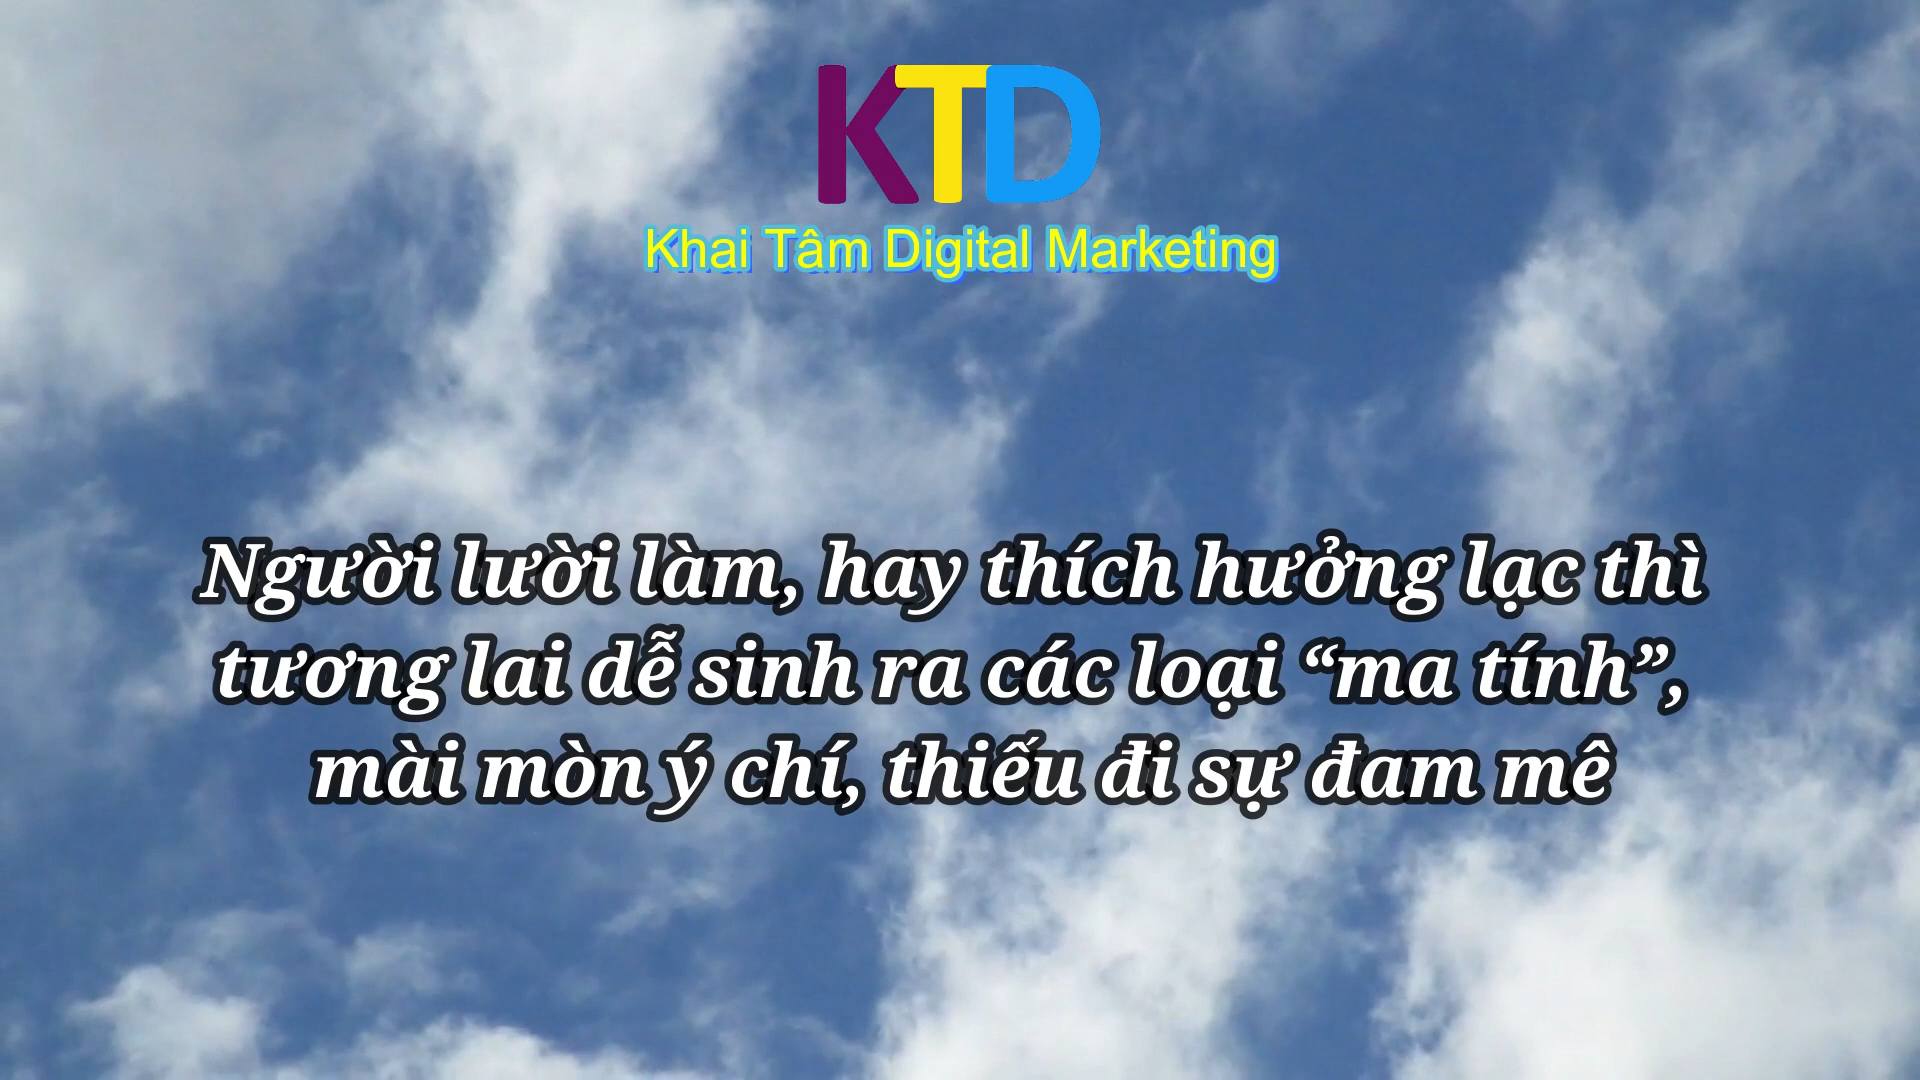 KTD
Khai Tâm Digital Marketing
Người lười làm, hay thích hưởng lạc thì
tương lai dễ sinh ra các loại “ma tính”,
mài mòn ý chí, thiếu đi sự đam mê